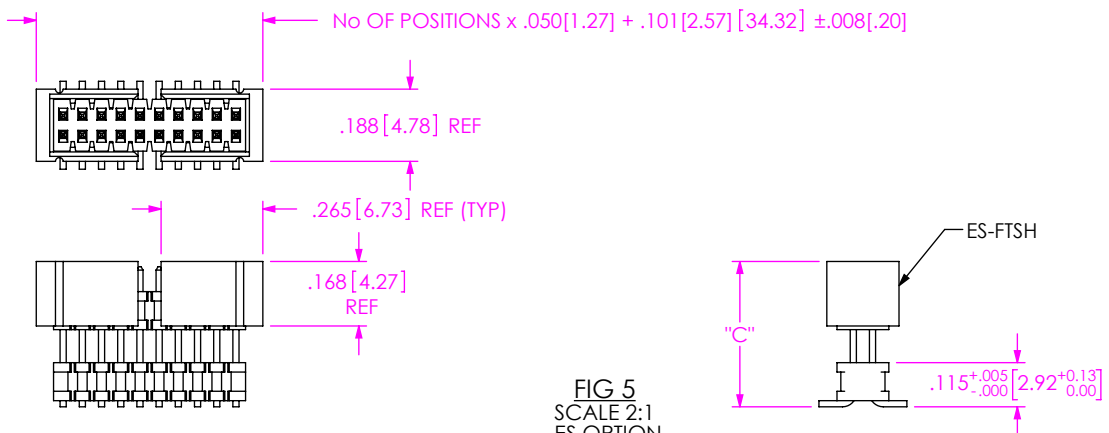 No OF POSITIONS x .050[1.27] + .101[2.57] [34.32] ±.008[.20]
.188[4.78] REF
.265[6.73] REF (TYP)
ES-FTSH
.168[4.27]
REF
"C"
.115 +.005 -.000 [2.92 +0.13 0.00]
FIG 5
SCALE 2:1
ES OPTION